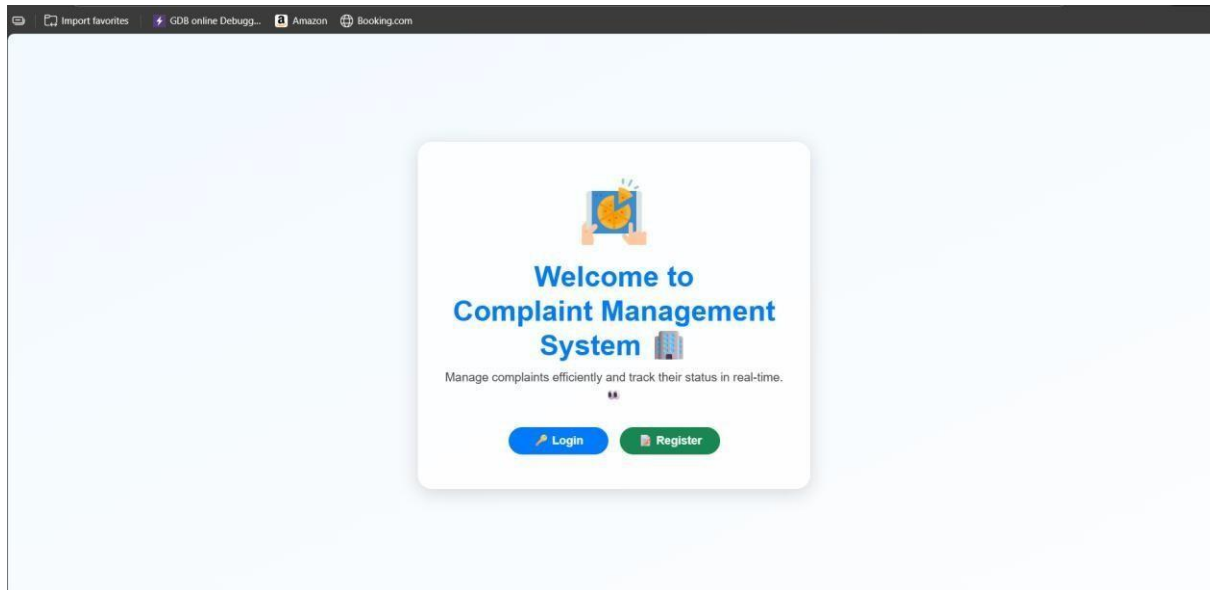 Import favorites GDB online Debugg... Amazon Booking.com
Welcome to
Complaint Management
System 🏢
Manage complaints efficiently and track their status in real-time.
👀
🔑 Login 📝 Register